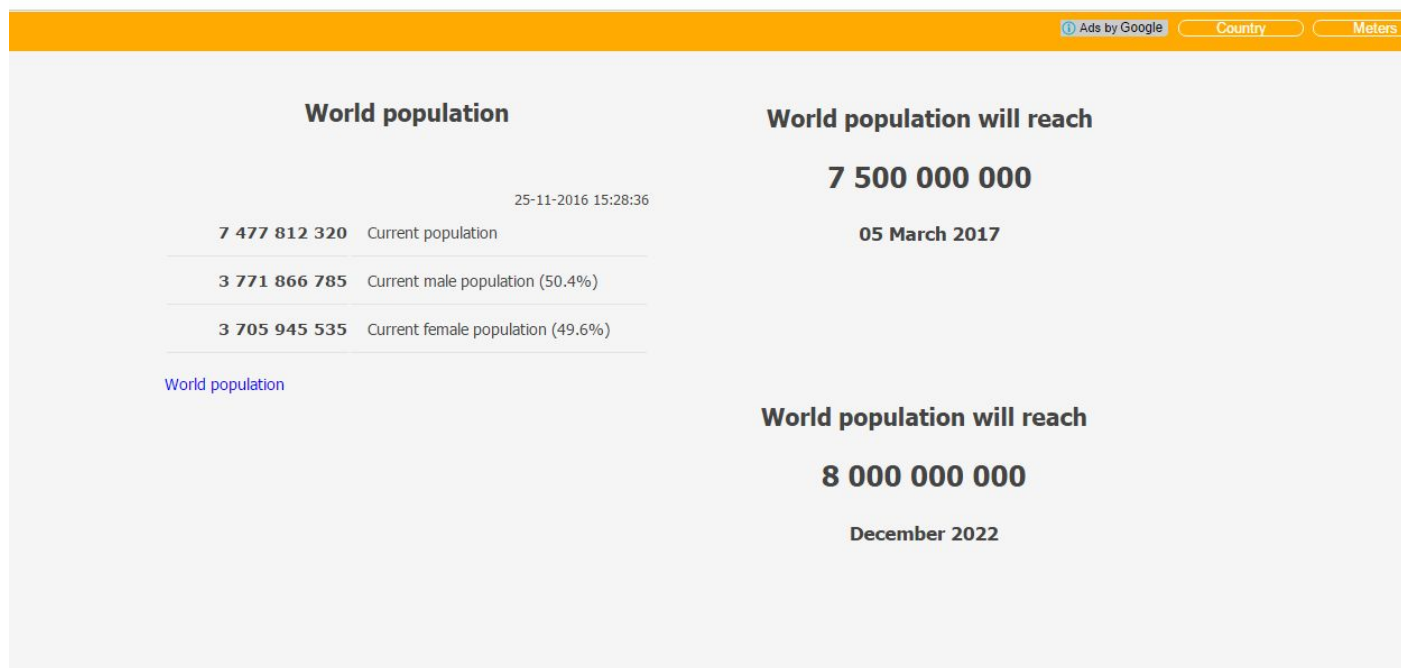 Ads by Google Country Meters
World population
25-11-2016 15:28:36
7 477 812 320 Current population
3 771 866 785 Current male population (50.4%)
3 705 945 535 Current female population (49.6%)
World population
World population will reach
7 500 000 000
05 March 2017
World population will reach
8 000 000 000
December 2022